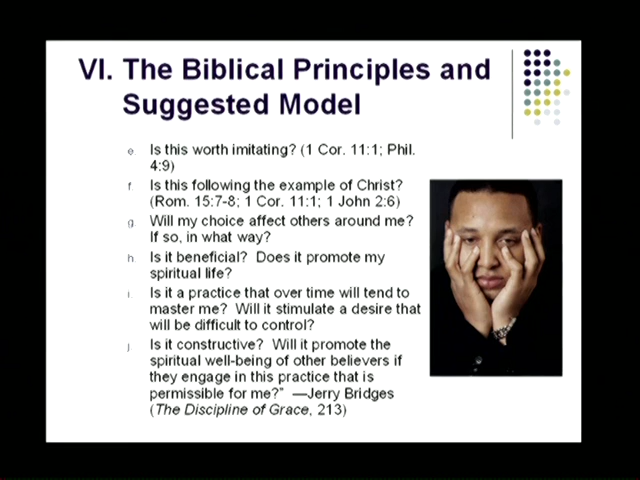 VI. The Biblical Principles and
Suggested Model
e. Is this worth imitating? (1 Cor. 11:1; Phil.
4:9)
f. Is this following the example of Christ?
(Rom. 15:7-8; 1 Cor. 11:1; 1 John 2:6)
g. Will my choice affect others around me?
If so, in what way?
h. Is it beneficial? Does it promote my
spiritual life?
i. Is it a practice that over time will tend to
master me? Will it stimulate a desire that
will be difficult to control?
j. Is it constructive? Will it promote the
spiritual well-being of other believers if
they engage in this practice that is
permissible for me?" —Jerry Bridges
(The Discipline of Grace, 213)